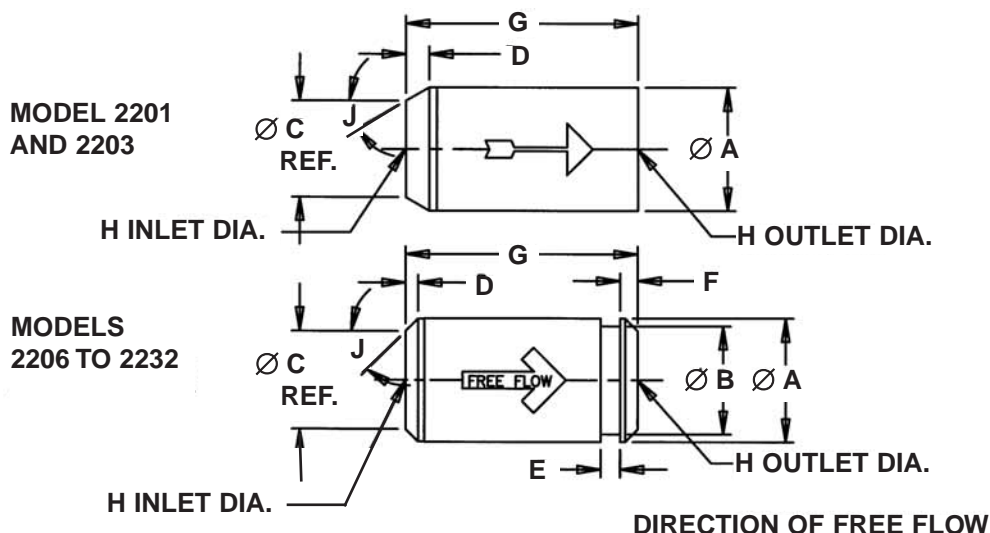 G
D
MODEL 2201
AND 2203
J
Ø C
REF.
Ø A
H INLET DIA.
H OUTLET DIA.
G
D
F
MODELS
2206 TO 2232
J
Ø C
REF.
FREE FLOW
Ø B
Ø A
E
H OUTLET DIA.
H INLET DIA.
DIRECTION OF FREE FLOW